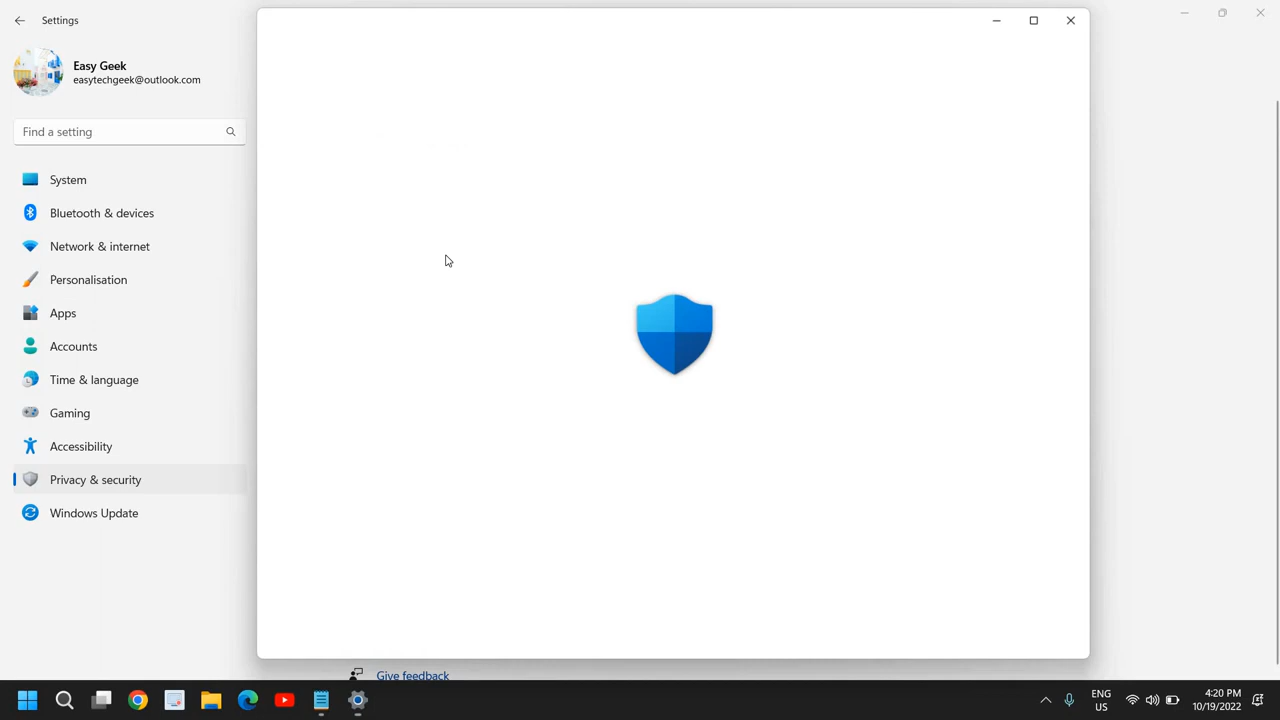 Settings
Easy Geek
easytechgeek@outlook.com
Find a setting
System
Bluetooth & devices
Network & internet
Personalisation
Apps
Accounts
Time & language
Gaming
Accessibility
Privacy & security
Windows Update
Give feedback
ENG
US
4:20 PM
10/19/2022